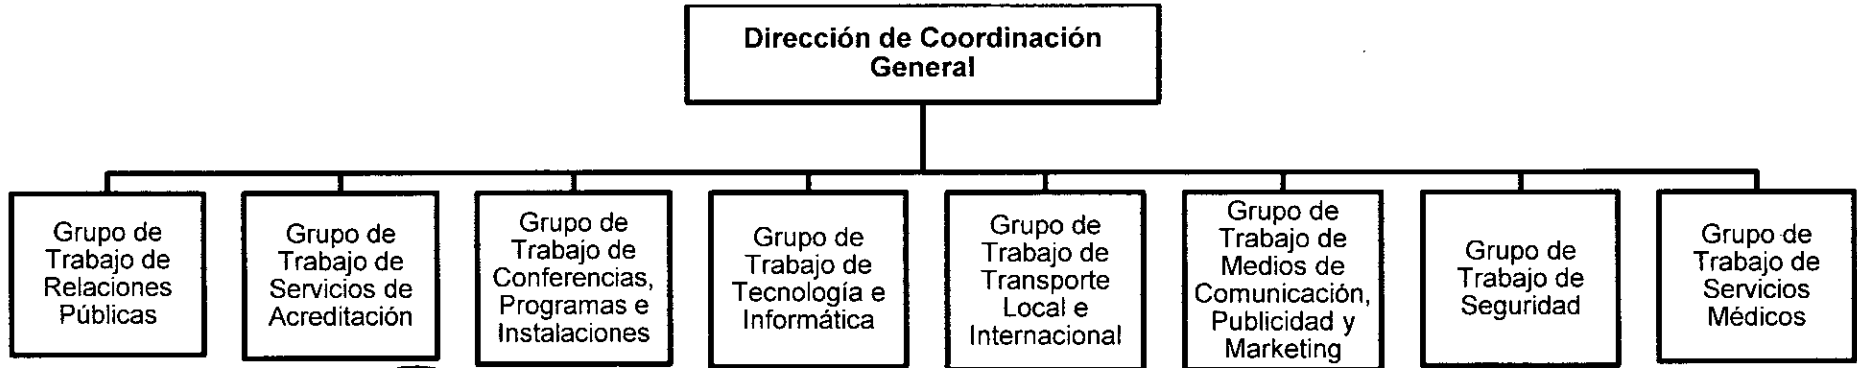 Dirección de Coordinación
General
Grupo de
Trabajo de
Relaciones
Públicas
Grupo de
Trabajo de
Servicios de
Acreditación
Grupo de
Trabajo de
Conferencias,
Programas e
Instalaciones
Grupo de
Trabajo de
Tecnología e
Informática
Grupo de
Trabajo de
Transporte
Local e
Internacional
Grupo de
Trabajo de
Medios de
Comunicación,
Publicidad y
Marketing
Grupo de
Trabajo de
Seguridad
Grupo de
Trabajo de
Servicios
Médicos